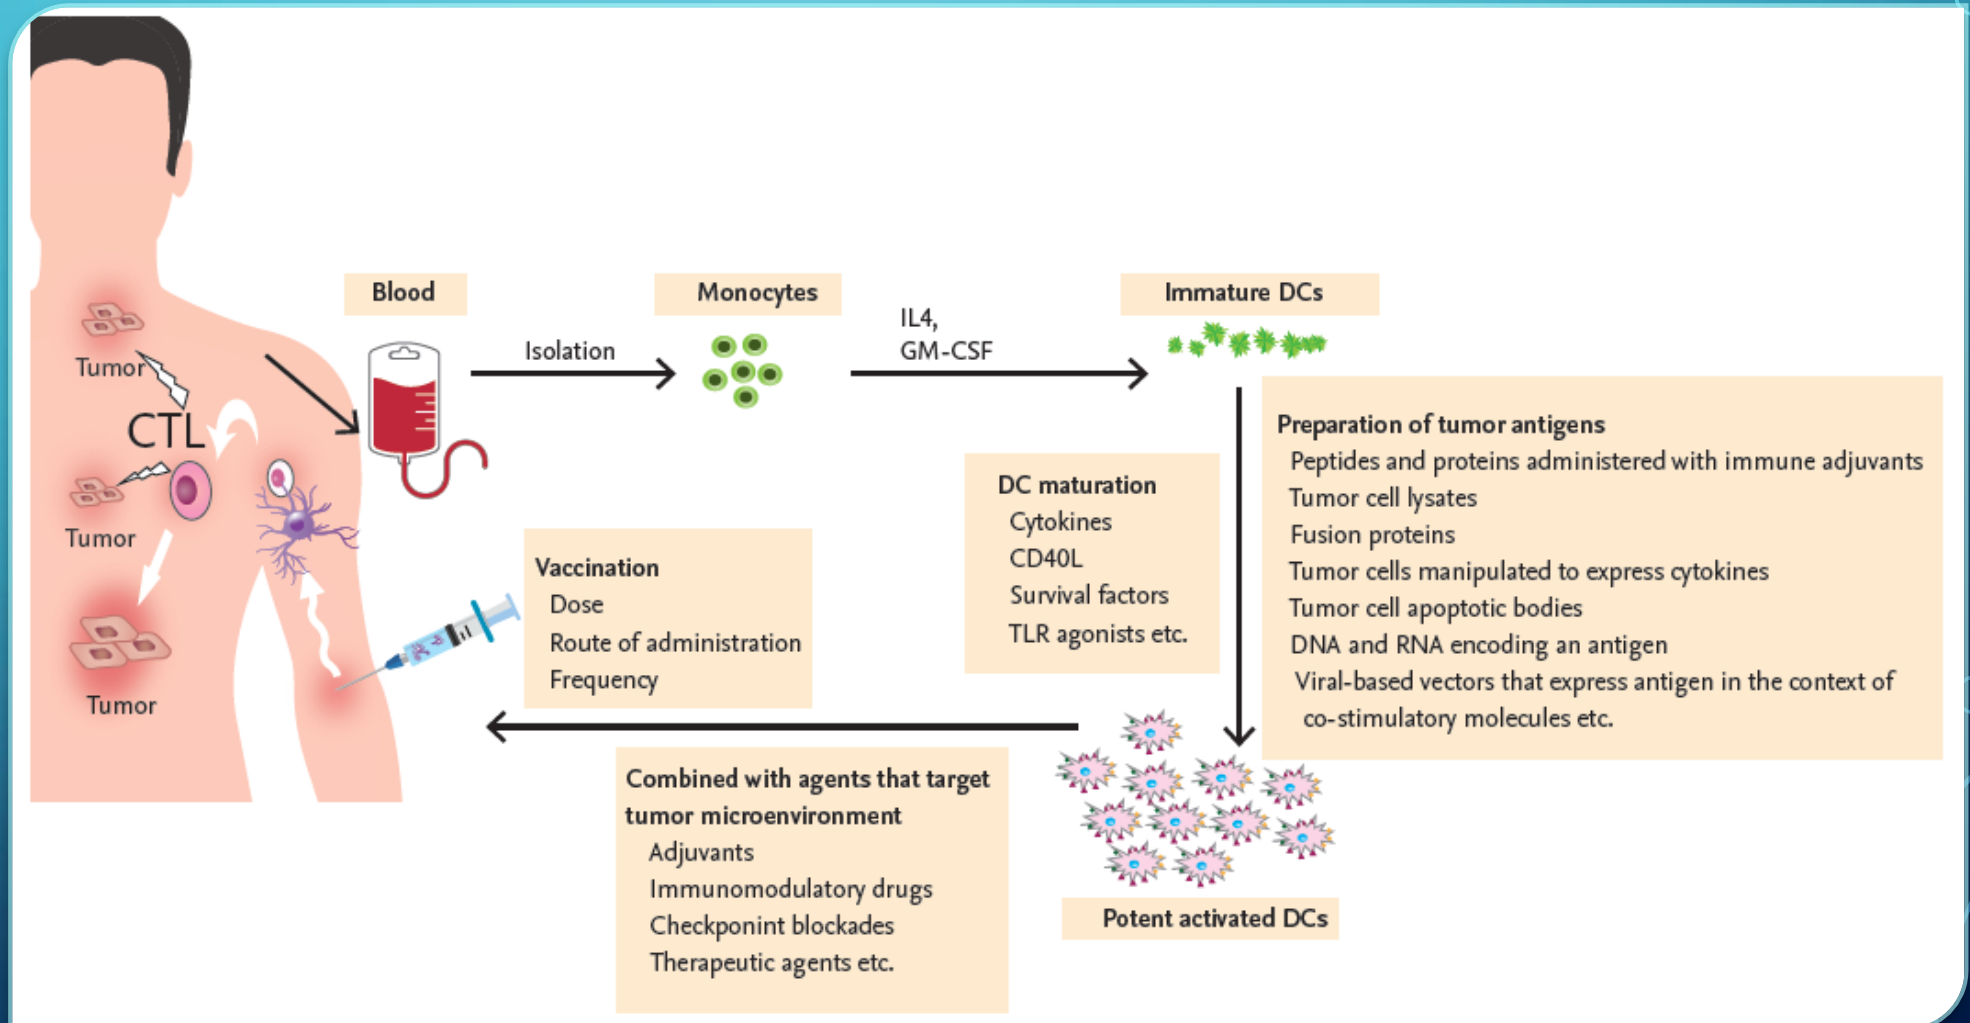 Blood
Monocytes
Immature DCs
Isolation
IL4,
GM-CSF
Tumor
CTL
Tumor
Tumor
Preparation of tumor antigens
Peptides and proteins administered with immune adjuvants
Tumor cell lysates
Fusion proteins
Tumor cells manipulated to express cytokines
Tumor cell apoptotic bodies
DNA and RNA encoding an antigen
Viral-based vectors that express antigen in the context of
co-stimulatory molecules etc.
DC maturation
Cytokines
CD40L
Survival factors
TLR agonists etc.
Vaccination
Dose
Route of administration
Frequency
Combined with agents that target
tumor microenvironment
Adjuvants
Immunomodulatory drugs
Checkponint blockades
Therapeutic agents etc.
Potent activated DCs